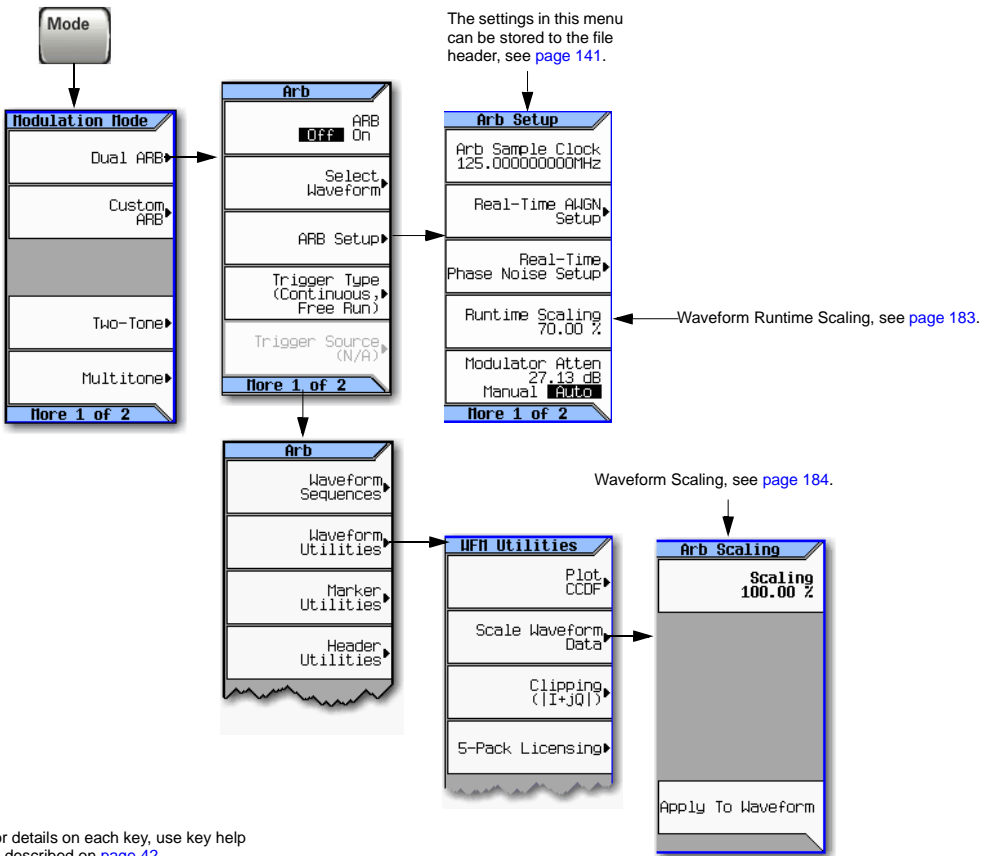 Mode
The settings in this menu
can be stored to the file
header, see page 141.
Modulation Mode
Dual ARB
Custom
ARB
Two-Tone
Multitone
More 1 of 2
Arb
ARB
Off On
Select
Waveform
ARB Setup
Trigger Type
(Continuous,
Free Run)
Trigger Source
(N/A)
More 1 of 2
Arb Setup
Arb Sample Clock
125.000000000MHz
Real-Time AWGN
Setup
Real-Time
Phase Noise Setup
Runtime Scaling
70.00 %
Modulator Atten
27.13 dB
Manual Auto
More 1 of 2
Waveform Runtime Scaling, see page 183.
Arb
Waveform
Sequences
Waveform
Utilities
Marker
Utilities
Header
Utilities
WFM Utilities
Plot
CCDF
Scale Waveform
Data
Clipping
(|I+jQ|)
5-Pack Licensing
Waveform Scaling, see page 184.
Arb Scaling
Scaling
100.00 %
Apply To Waveform
or details on each key, use key help
described on page 42.